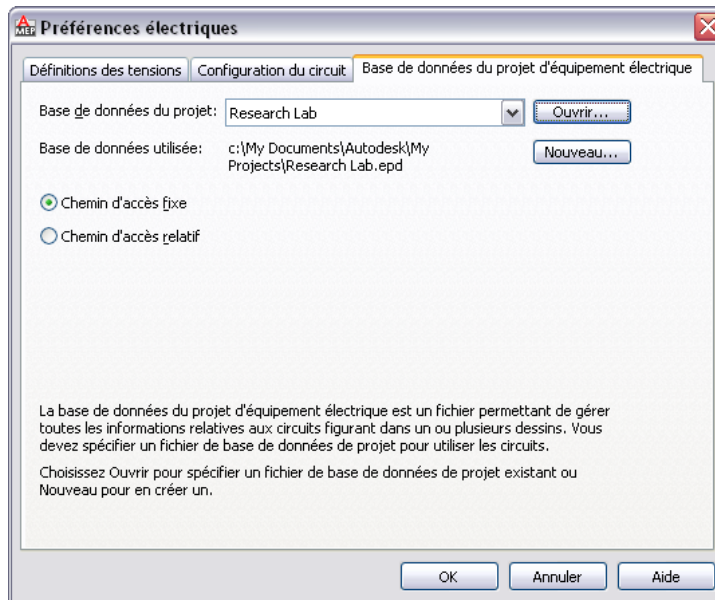 MEP
Préférences électriques
Définitions des tensions
Configuration du circuit
Base de données du projet d'équipement électrique
Base de données du projet:
Research Lab
Ouvrir...
Base de données utilisée:
c:\My Documents\Autodesk\My
Projects\Research Lab.epd
Nouveau...
Chemin d'accès fixe
Chemin d'accès relatif
La base de données du projet d'équipement électrique est un fichier permettant de gérer
toutes les informations relatives aux circuits figurant dans un ou plusieurs dessins. Vous
devez spécifier un fichier de base de données de projet pour utiliser les circuits.
Choisissez Ouvrir pour spécifier un fichier de base de données de projet existant ou
Nouveau pour en créer un.
OK
Annuler
Aide